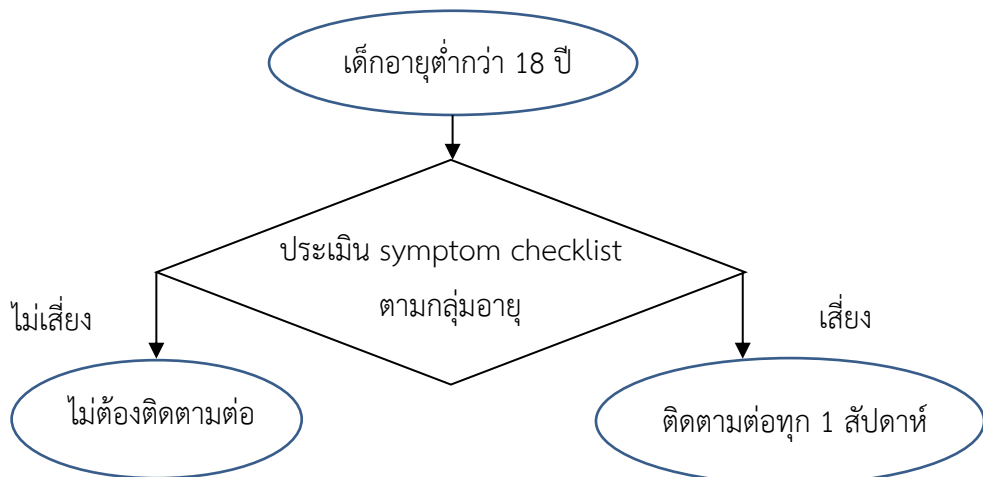 เด็กอายุต่ำกว่า 18 ปี
ประเมิน symptom checklist
ตามกลุ่มอายุ
ไม่เสี่ยง
เสี่ยง
ไม่ต้องติดตามต่อ
ติดตามต่อทุก 1 สัปดาห์